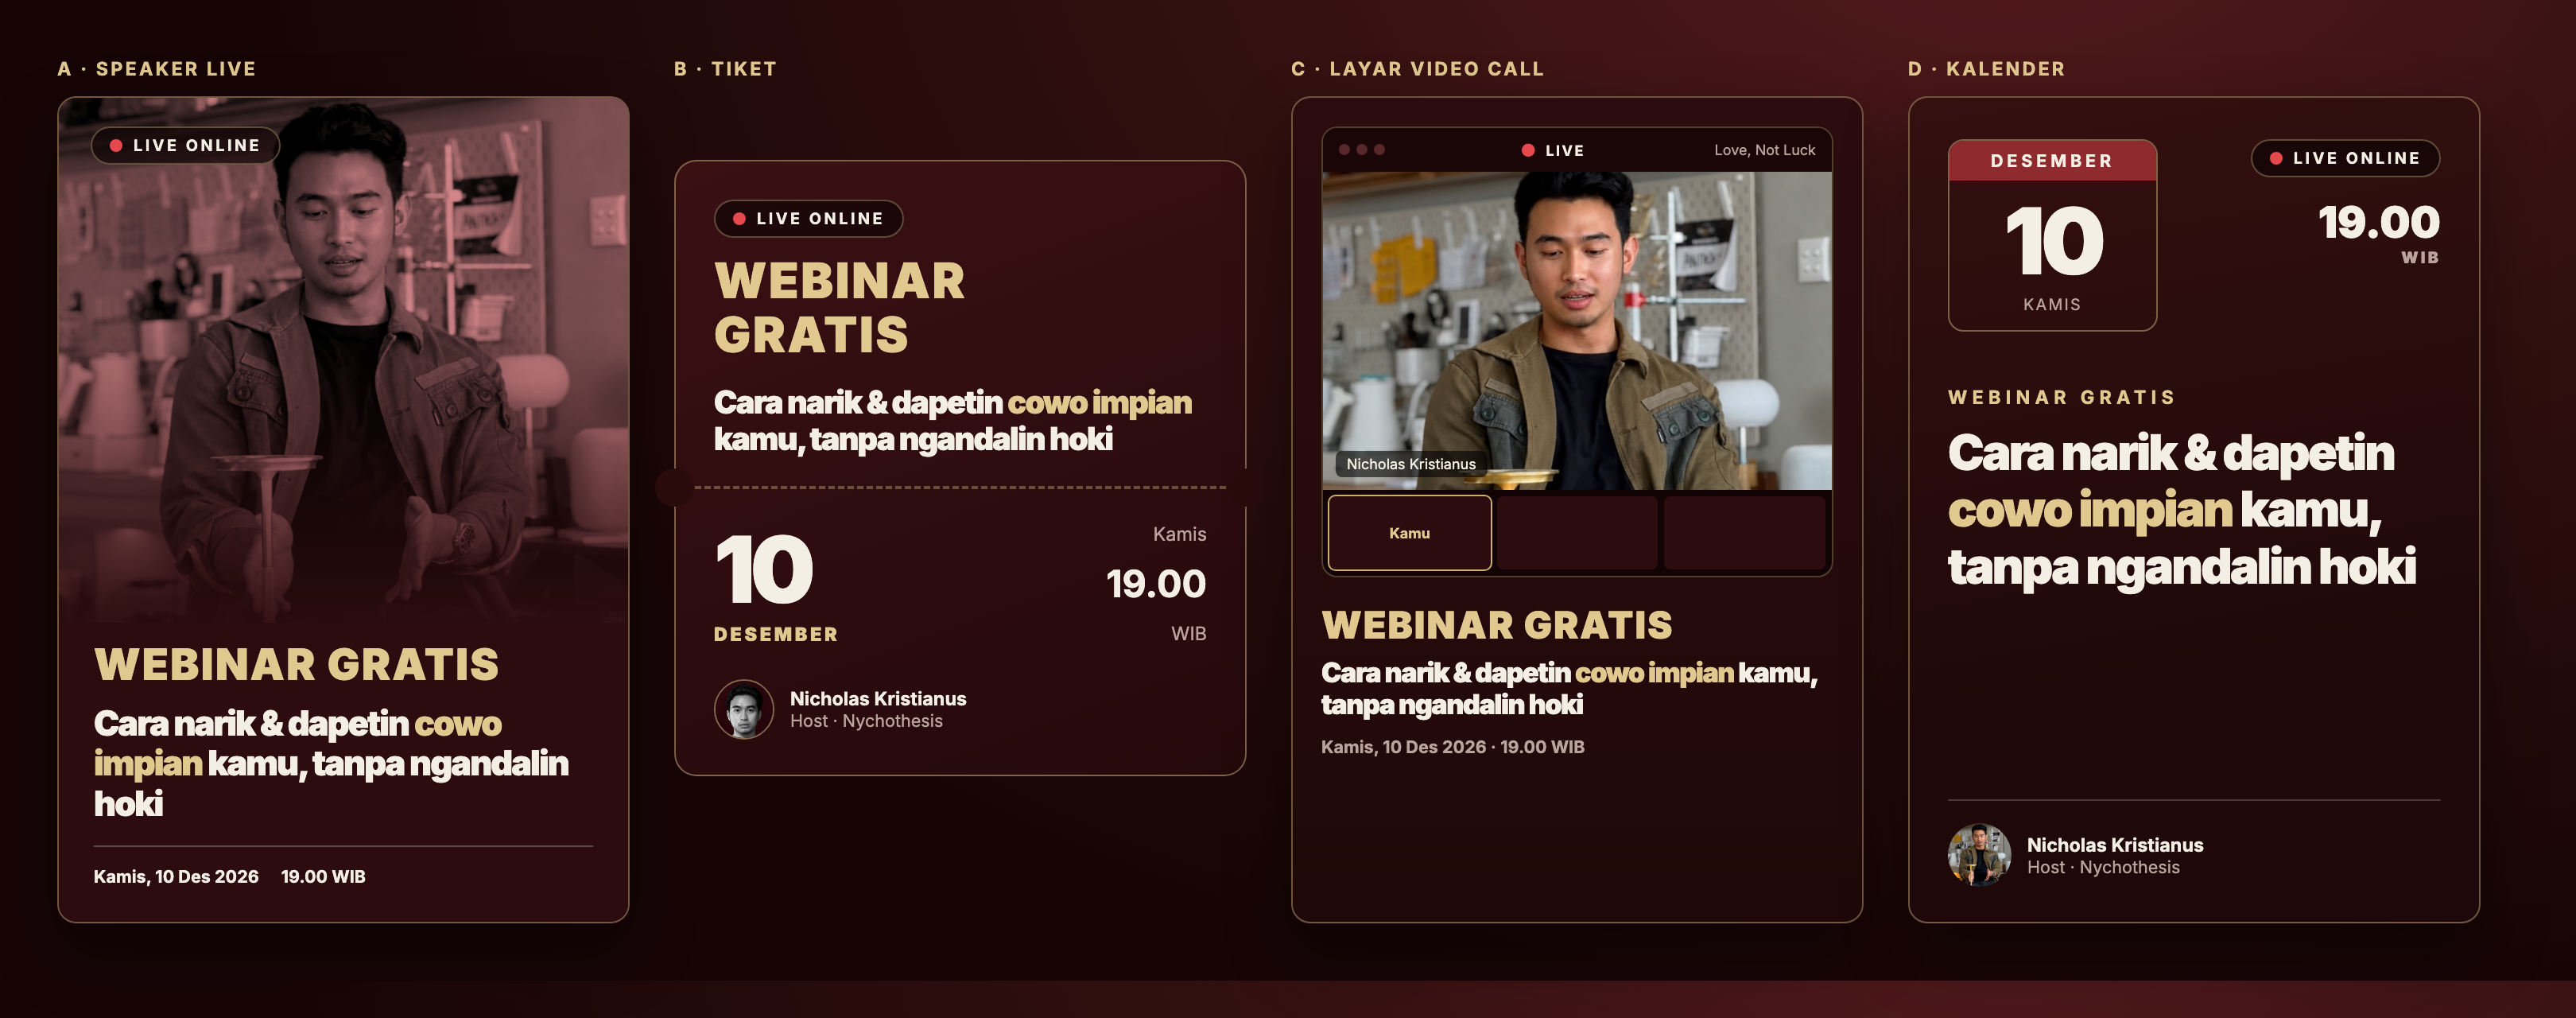 A · SPEAKER LIVE
LIVE ONLINE
WEBINAR GRATIS
Cara narik & dapetin cowo
impian kamu, tanpa ngandalin
hoki
Kamis, 10 Des 2026 19.00 WIB
B · TIKET
LIVE ONLINE
WEBINAR
GRATIS
Cara narik & dapetin cowo impian
kamu, tanpa ngandalin hoki
10
DESEMBER
Kamis
19.00
WIB
Nicholas Kristianus
Host · Nychothesis
C · LAYAR VIDEO CALL
LIVE
Love, Not Luck
Nicholas Kristianus
Kamu
WEBINAR GRATIS
Cara narik & dapetin cowo impian kamu,
tanpa ngandalin hoki
Kamis, 10 Des 2026 · 19.00 WIB
D · KALENDER
DESEMBER
10
KAMIS
LIVE ONLINE
19.00
WIB
WEBINAR GRATIS
Cara narik & dapetin
cowo impian kamu,
tanpa ngandalin hoki
Nicholas Kristianus
Host · Nychothesis